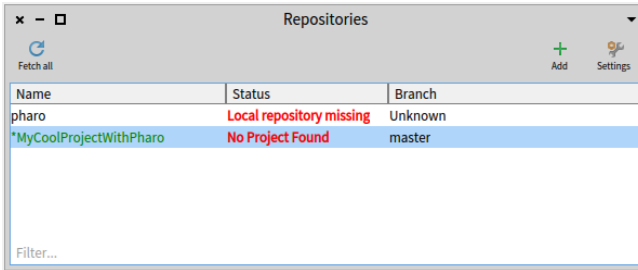 Repositories
Fetch all
Add
Settings
Name Status Branch
pharo Local repository missing Unknown
*MyCoolProjectWithPharo No Project Found master
Filter...